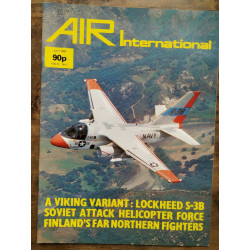 AIR
International
90p
NAVY
A VIKING VARIANT: LOCKHEED S-3B
SOVIET ATTACK HELICOPTER FORCE
FINLAND'S FAR NORTHERN FIGHTERS